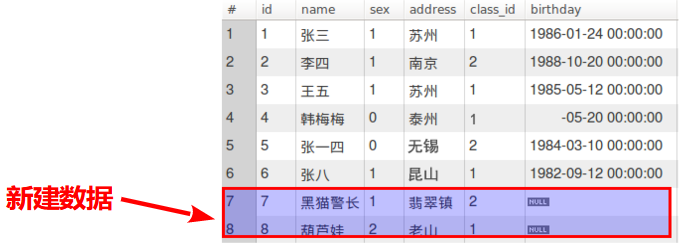 # id name sex address class_id birthday
1 1 张三 1 苏州 1 1986-01-24 00:00:00
2 2 李四 1 南京 2 1988-10-20 00:00:00
3 3 王五 1 苏州 1 1985-05-12 00:00:00
4 4 韩梅梅 0 泰州 1 -05-20 00:00:00
5 5 张一四 0 无锡 2 1984-03-10 00:00:00
6 6 张八 1 昆山 1 1982-09-12 00:00:00
新建数据
7 7 黑猫警长 1 翡翠镇 2 NULL
8 8 葫芦娃 2 老山 1 NULL